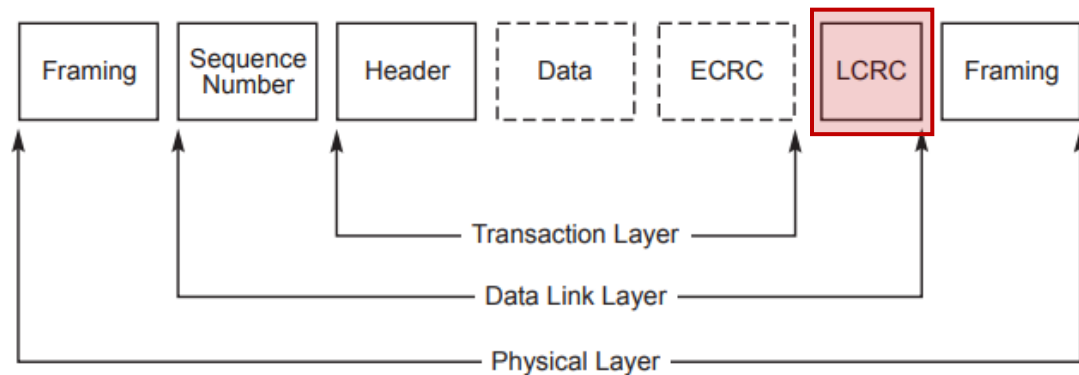 Framing
Sequence
Number
Header
Data
ECRC
LCRC
Framing
Transaction Layer
Data Link Layer
Physical Layer